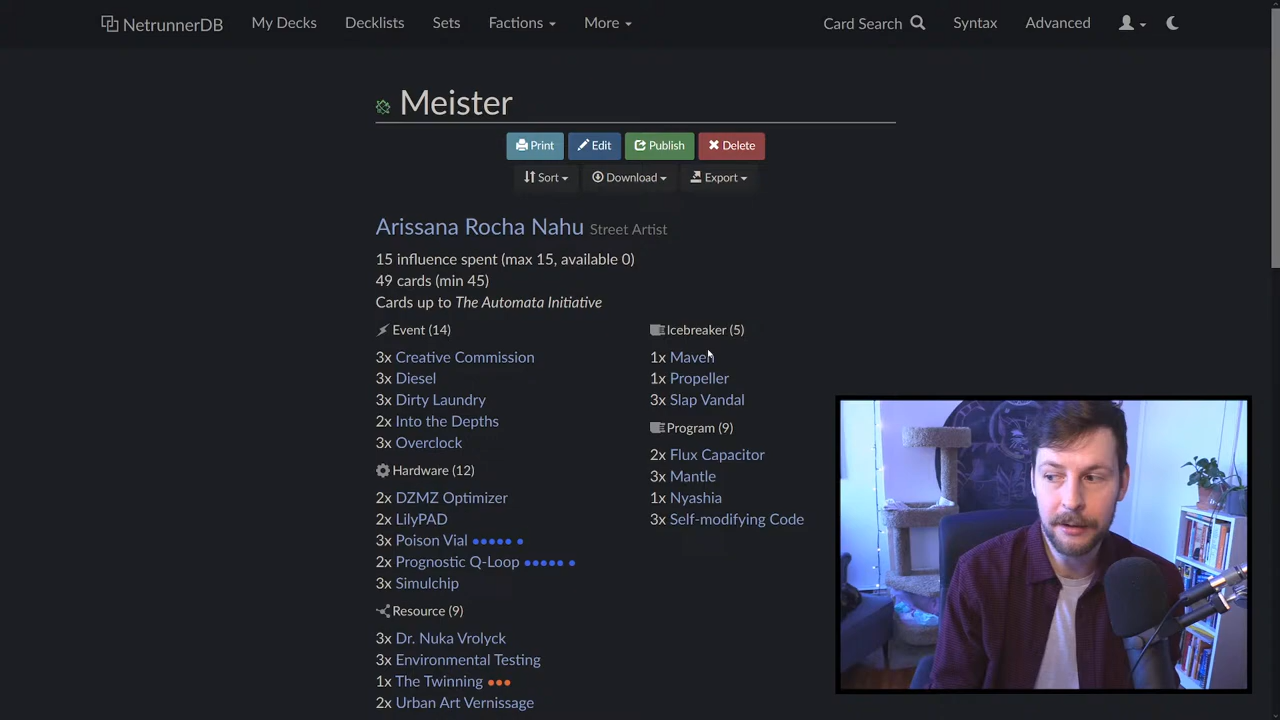 NetrunnerDB My Decks Decklists Sets Factions More Card Search Syntax Advanced
Meister
Print Edit Publish Delete
Sort Download Export
Arissana Rocha Nahu Street Artist
15 influence spent (max 15, available 0)
49 cards (min 45)
Cards up to The Automata Initiative
Event (14)
3x Creative Commission
3x Diesel
3x Dirty Laundry
2x Into the Depths
3x Overclock
Hardware (12)
2x DZMZ Optimizer
2x LilyPAD
3x Poison Vial
2x Prognostic Q-Loop
3x Simulchip
Resource (9)
3x Dr. Nuka Vrolyck
3x Environmental Testing
1x The Twinning
2x Urban Art Vernissage
Icebreaker (5)
1x Maven
1x Propeller
3x Slap Vandal
Program (9)
2x Flux Capacitor
3x Mantle
1x Nyashia
3x Self-modifying Code